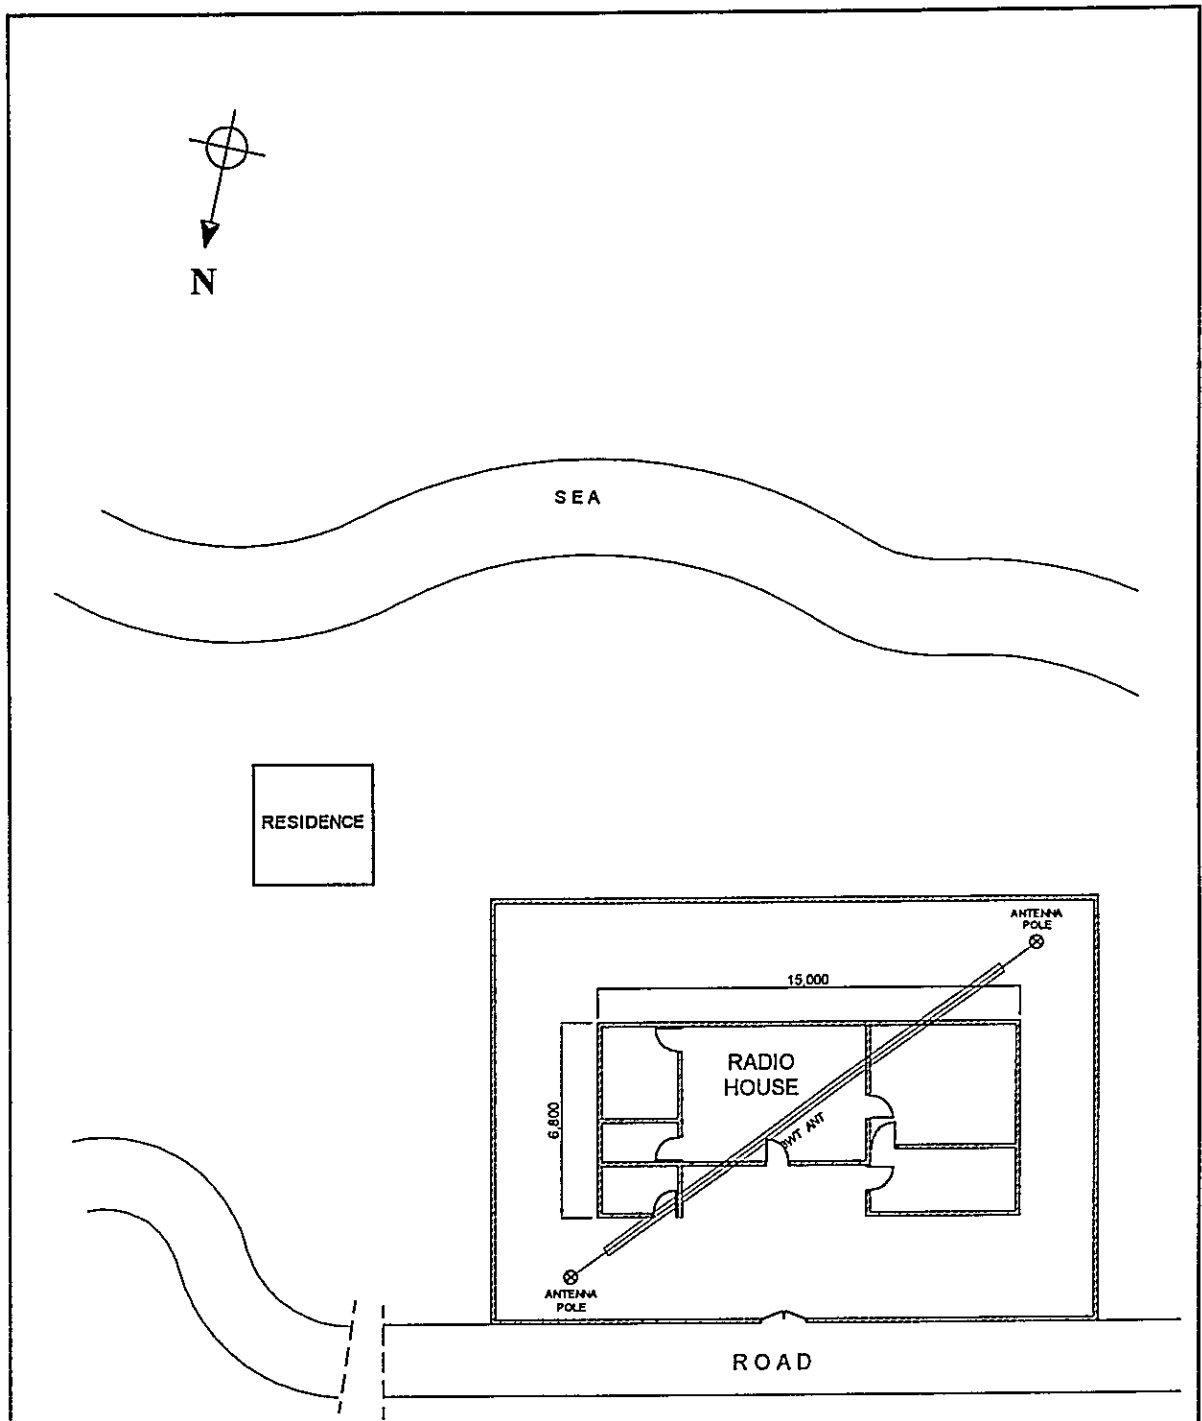 N
SEA
RESIDENCE
ANTENNA
POLE
15,000
RADIO
HOUSE
6,800
BWT ANT
ANTENNA
POLE
ROAD